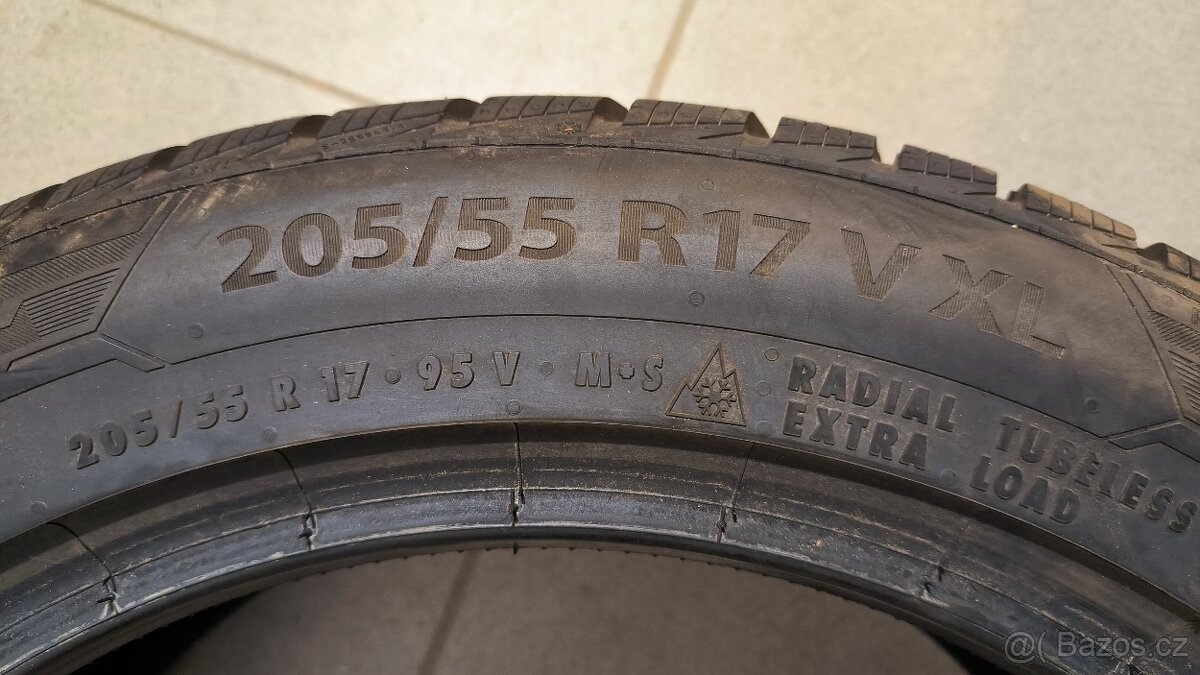 205/55 R17 V XL
205/55 R 17 · 95 V · M+S RADIAL TUBELESS
EXTRA LOAD
@( Bazos.cz